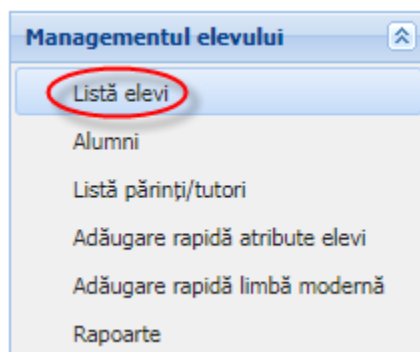 Managementul elevului
Listă elevi
Alumni
Listă părinți/tutori
Adăugare rapidă atribute elevi
Adăugare rapidă limbă modernă
Rapoarte